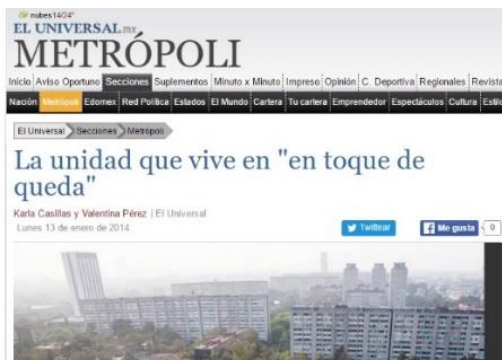 nubes 14/24°
EL UNIVERSAL.mx
METRÓPOLI
Inicio Aviso Oportuno Secciones Suplementos Minuto x Minuto Impreso Opinión C. Deportiva Regionales Revista
Nación Metrópoli Edomex Red Política Estados El Mundo Cartera Tu cartera Emprendedor Espectáculos Cultura Estilo
El Universal Secciones Metrópoli
La unidad que vive en "en toque de
queda"
Karla Casillas y Valentina Pérez | El Universal
Lunes 13 de enero de 2014
Twittear
Me gusta
0